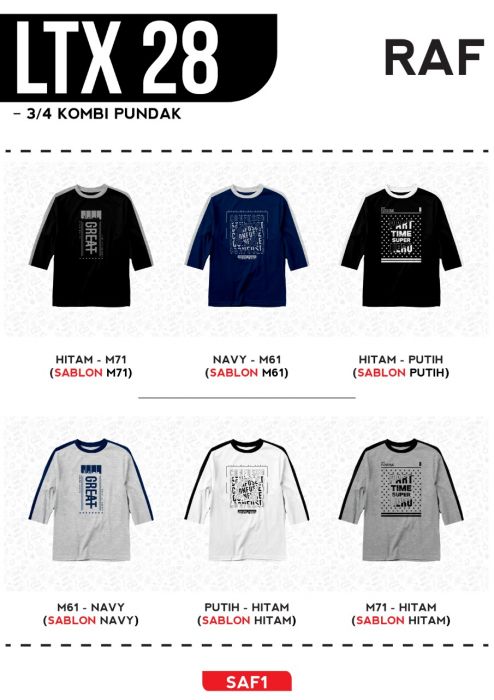 LTX 28
RAF
- 3/4 KOMBI PUNDAK
GREAT
CONFUSED
ART
TIME
SUPER
HITAM - M71
(SABLON M71)
NAVY - M61
(SABLON M61)
HITAM - PUTIH
(SABLON PUTIH)
GREAT
CONFUSED
ART
TIME
SUPER
M61 - NAVY
(SABLON NAVY)
PUTIH - HITAM
(SABLON HITAM)
M71 - HITAM
(SABLON HITAM)
SAF1